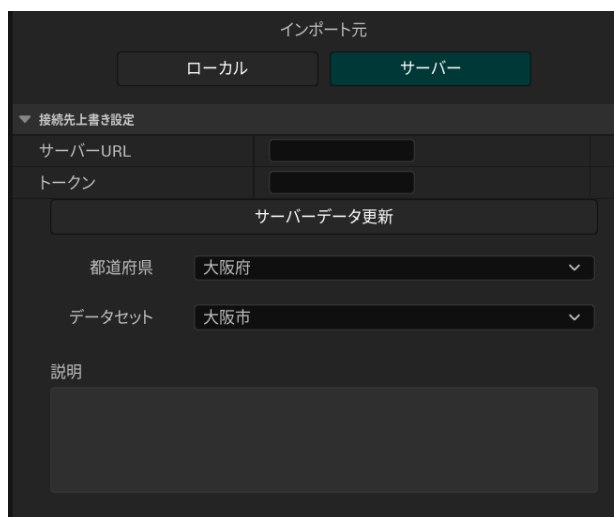 インポート元
ローカル サーバー
接続先上書き設定
サーバーURL
トークン
サーバーデータ更新
都道府県 大阪府
データセット 大阪市
説明